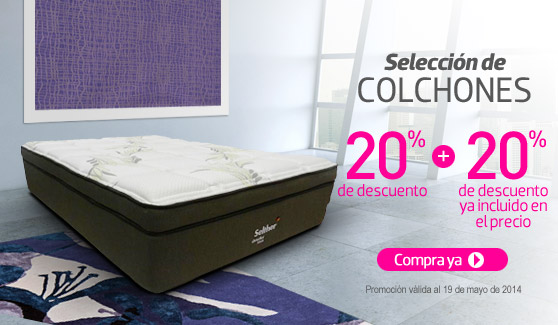 Selección de
COLCHONES
20% + 20%
de descuento
de descuento
ya incluido en
el precio
Compra ya
Promoción válida al 19 de mayo de 2014